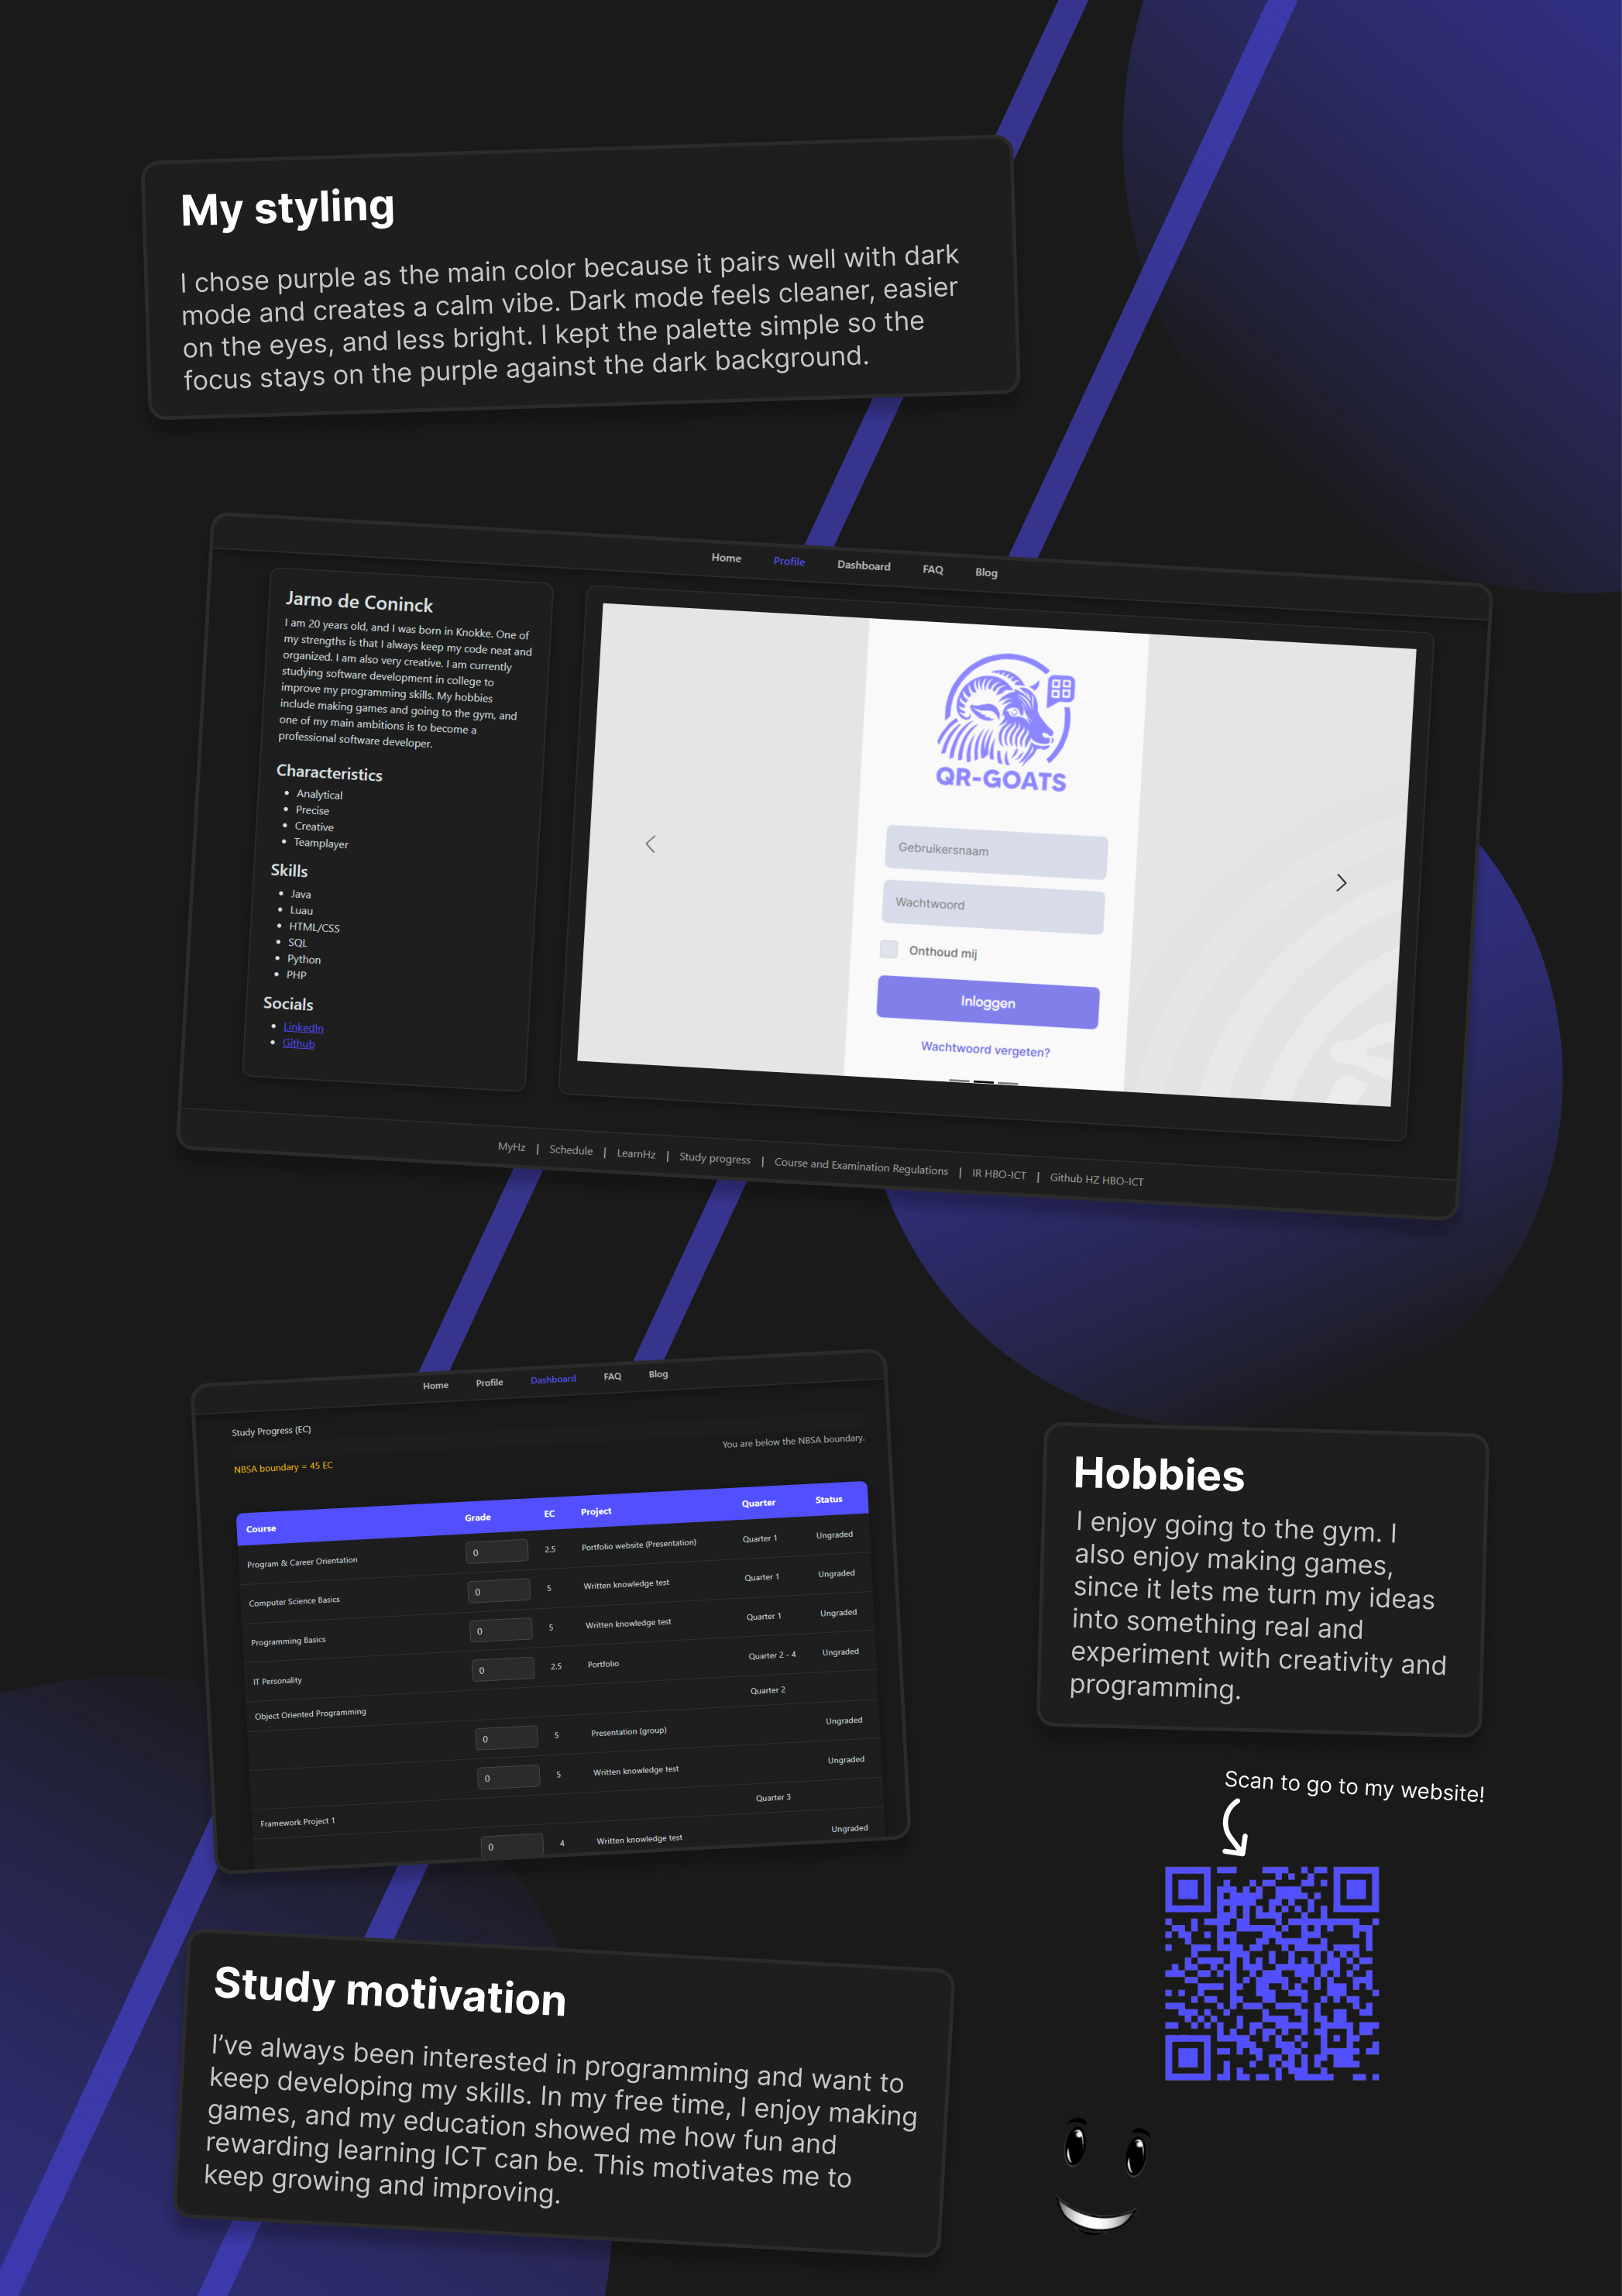 My styling
I chose purple as the main color because it pairs well with dark
mode and creates a calm vibe. Dark mode feels cleaner, easier
on the eyes, and less bright. I kept the palette simple so the
focus stays on the purple against the dark background.
Home Profile Dashboard FAQ Blog
Jarno de Coninck
I am 20 years old, and I was born in Knokke. One of
my strengths is that I always keep my code neat and
organized. I am also very creative. I am currently
studying software development in college to
improve my programming skills. My hobbies
include making games and going to the gym, and
one of my main ambitions is to become a
professional software developer.
Characteristics
• Analytical
• Precise
• Creative
• Teamplayer
Skills
• Java
• Luau
• HTML/CSS
• SQL
• Python
• PHP
Socials
• LinkedIn
• Github
QR-GOATS
Gebruikersnaam
Wachtwoord
Onthoud mij
Inloggen
Wachtwoord vergeten?
MyHz | Schedule | LearnHz | Study progress | Course and Examination Regulations | IR HBO-ICT | Github HZ HBO-ICT
Home Profile Dashboard FAQ Blog
Study Progress (EC)
You are below the NBSA boundary.
NBSA boundary = 45 EC
Course Grade EC Project Quarter Status
Program & Career Orientation 0 2.5 Portfolio website (Presentation) Quarter 1 Ungraded
Computer Science Basics 0 5 Written knowledge test Quarter 1 Ungraded
Programming Basics 0 5 Written knowledge test Quarter 1 Ungraded
IT Personality 0 2.5 Portfolio Quarter 2 - 4 Ungraded
Object Oriented Programming Quarter 2
0 5 Presentation (group) Ungraded
0 5 Written knowledge test Ungraded
Framework Project 1 Quarter 3
0 4 Written knowledge test Ungraded
Hobbies
I enjoy going to the gym. I
also enjoy making games,
since it lets me turn my ideas
into something real and
experiment with creativity and
programming.
Scan to go to my website!
Study motivation
I’ve always been interested in programming and want to
keep developing my skills. In my free time, I enjoy making
games, and my education showed me how fun and
rewarding learning ICT can be. This motivates me to
keep growing and improving.